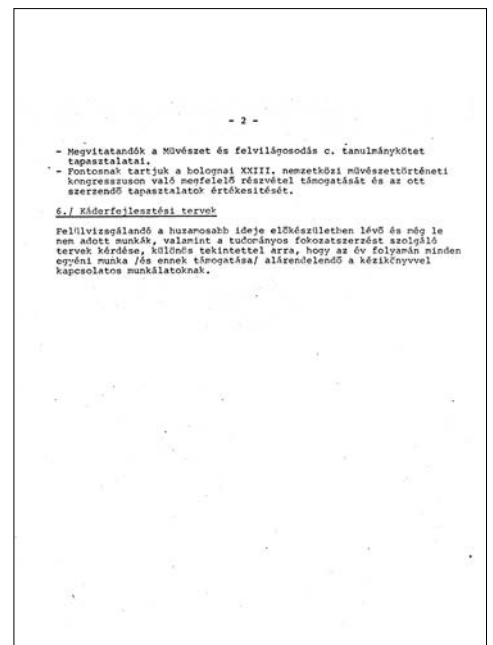 - 2 -
- Megvitatandók a Művészet és felvilágosodás c. tanulmánykötet
tapasztalatai.
- Fontosnak tartjuk a bolognai XXIII. nemzetközi művészettörténeti
kongresszuson való megfelelő részvétel támogatását és az ott
szerzendő tapasztalatok értékesitését.
6./ Káderfejlesztési tervek
Felülvizsgálandó a huzamosabb ideje előkészületben lévő és még le
nem adott munkák, valamint a tudományos fokozatszerzést szolgáló
tervek kérdése, különös tekintettel arra, hogy az év folyamán minden
egyéni munka /és ennek támogatása/ alárendelendő a kézikönyvvel
kapcsolatos munkálatoknak.